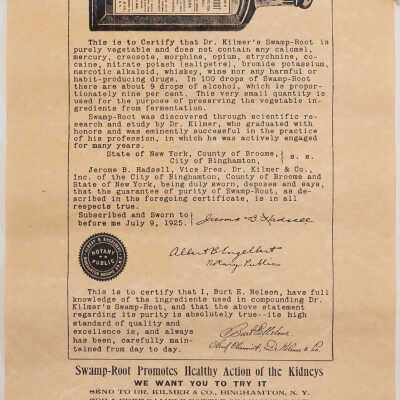 This is to Certify that Dr. Kilmer's Swamp-Root is
purely vegetable and does not contain any calomel,
mercury, creosote, morphine, opium, strychnine, co-
caine, nitrate potash (saltpetre), bromide potassium,
narcotic alkaloid, whiskey, wine nor any harmful or
habit-producing drugs. In 100 drops of Swamp-Root
there are about 9 drops of alcohol, which is propor-
tionately nine per cent. This very small quantity is
used for the purpose of preserving the vegetable in-
gredients from fermentation.
Swamp-Root was discovered through scientific re-
search and study by Dr. Kilmer, who graduated with
honors and was eminently successful in the practice
of his profession, in which he was actively engaged
for many years.
State of New York, County of Broome,
City of Binghamton,
s. s.
Jerome B. Hadsell, Vice Pres. Dr. Kilmer & Co.,
Inc. of the City of Binghamton, County of Broome and
State of New York, being duly sworn, deposes and says,
that the guarantee of purity of Swamp-Root, as de-
scribed in the foregoing certificate, is in all
respects true.
Subscribed and Sworn to
before me July 9, 1925.
Jerome B. Hadsell
NOTARY
PUBLIC
Albert B. Engelbert
Notary Public
This is to certify that I, Burt E. Nelson, have full
knowledge of the ingredients used in compounding Dr.
Kilmer's Swamp-Root, and that the above statement
regarding its purity is absolutely true--its high
standard of quality and
excellence is, and always
has been, carefully main-
tained from day to day.
Burt E. Nelson
Chief Chemist, Dr. Kilmer & Co.
Swamp-Root Promotes Healthy Action of the Kidneys
WE WANT YOU TO TRY IT
SEND TO DR. KILMER & CO., BINGHAMTON, N. Y.